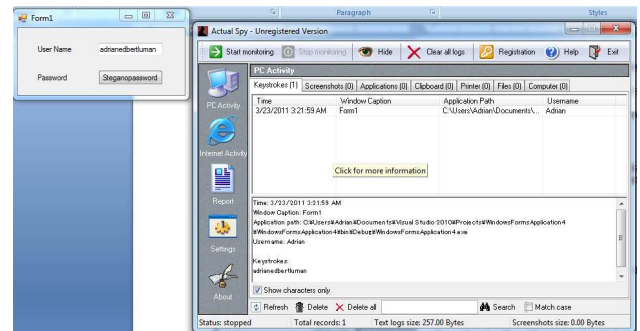 Form1
User Name
adrianedbertluman
Password
Steganopassword
Paragraph
Styles
Actual Spy - Unregistered Version
Start monitoring
Stop monitoring
Hide
Clear all logs
Registration
Help
Exit
PC Activity
Internet Activity
Report
Settings
About
PC Activity
Keystrokes (1)
Screenshots (0)
Applications (0)
Clipboard (0)
Printer (0)
Files (0)
Computer (0)
Time Window Caption Application Path Username
3/23/2011 3:21:59 AM Form1 C:\Users\Adrian\Documents\... Adrian
Click for more information
Time: 3/23/2011 3:21:59 AM
Window Caption: Form1
Application path: C:¥Users¥Adrian¥Documents¥Visual Studio 2010¥Projects¥WindowsFormsApplication4
¥WindowsFormsApplication4¥bin¥Debug¥WindowsFormsApplication4.exe
Username: Adrian
Keystrokes:
adrianedbertluman
Show characters only
Refresh
Delete
Delete all
Search
Match case
Status: stopped
Total records: 1
Text logs size: 257.00 Bytes
Screenshots size: 0.00 Bytes